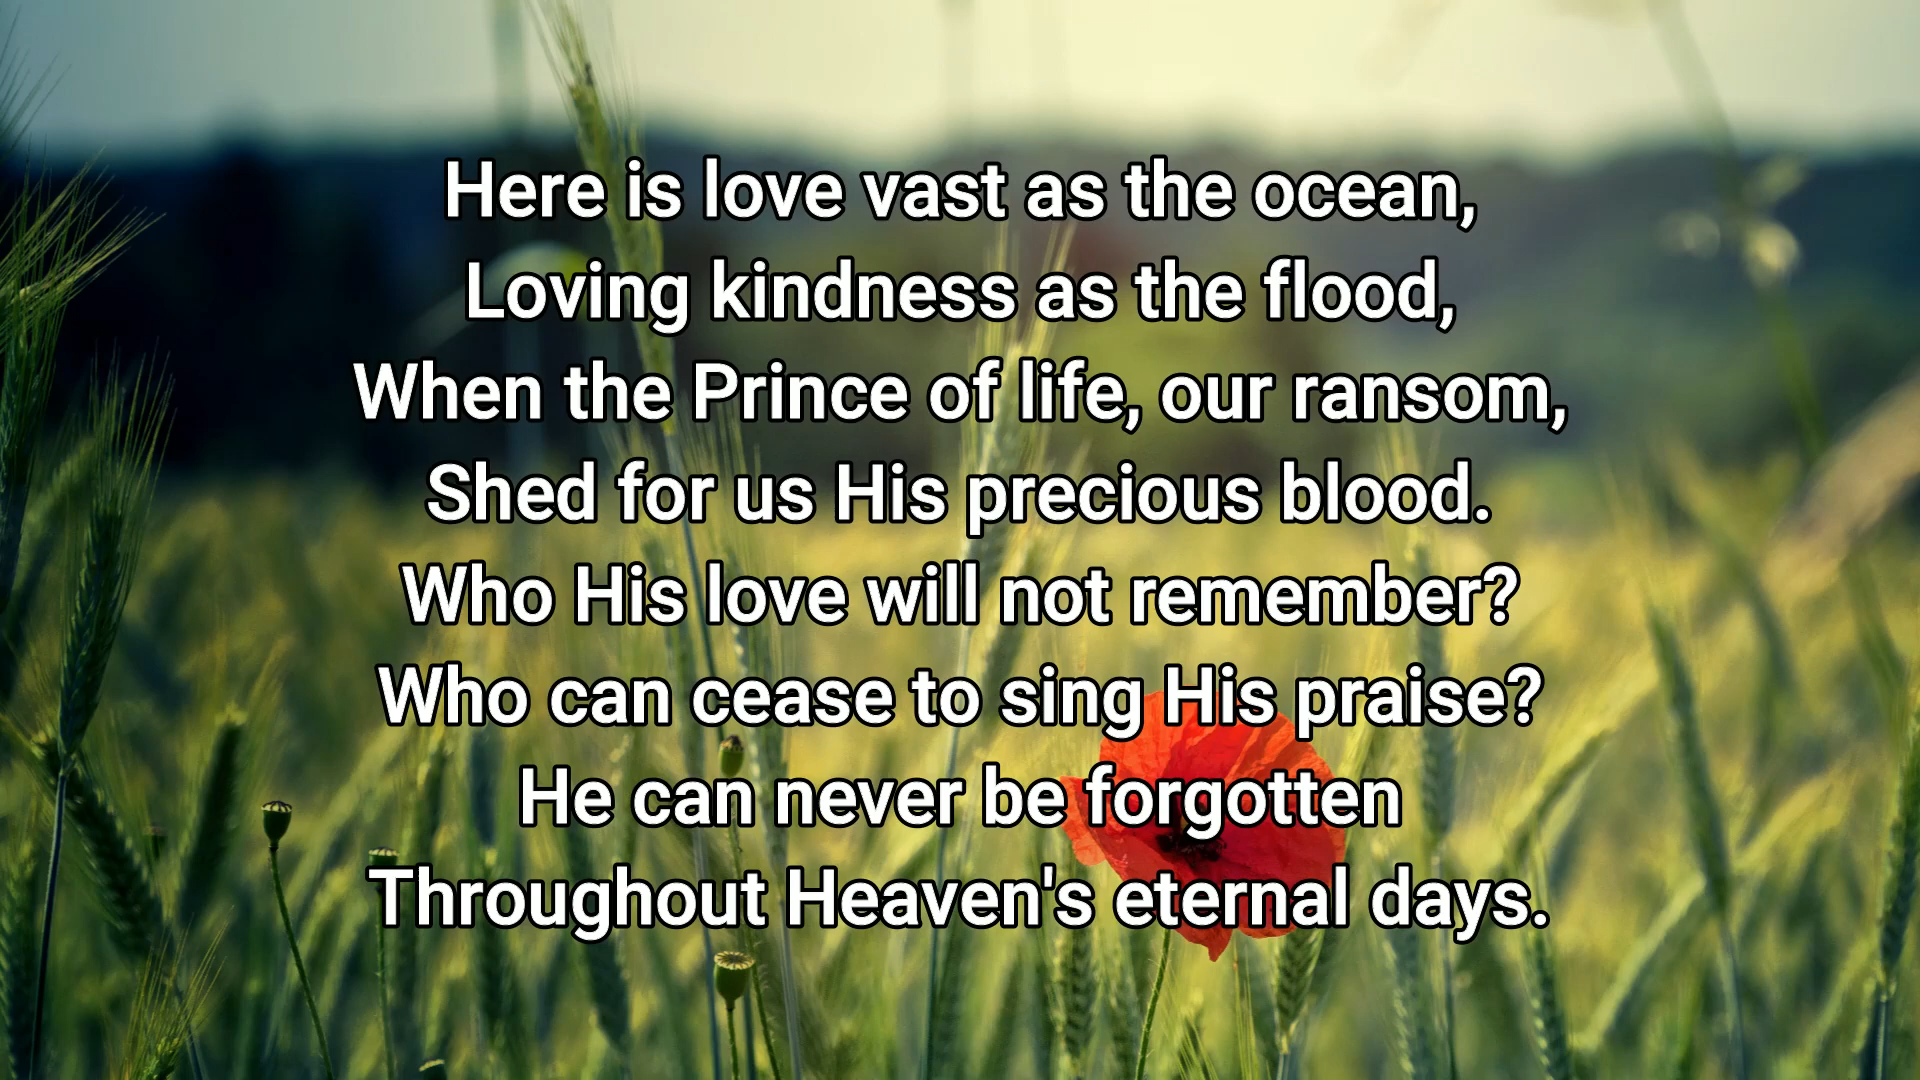 Here is love vast as the ocean,
Loving kindness as the flood,
When the Prince of life, our ransom,
Shed for us His precious blood.
Who His love will not remember?
Who can cease to sing His praise?
He can never be forgotten
Throughout Heaven's eternal days.